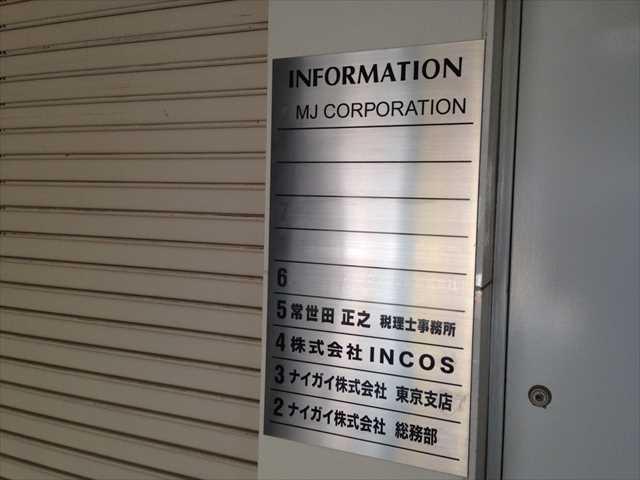 INFORMATION
MJ CORPORATION
7
6
5 常世田 正之 税理士事務所
4 株式会社 INCOS
3 ナイガイ株式会社 東京支店
2 ナイガイ株式会社 総務部